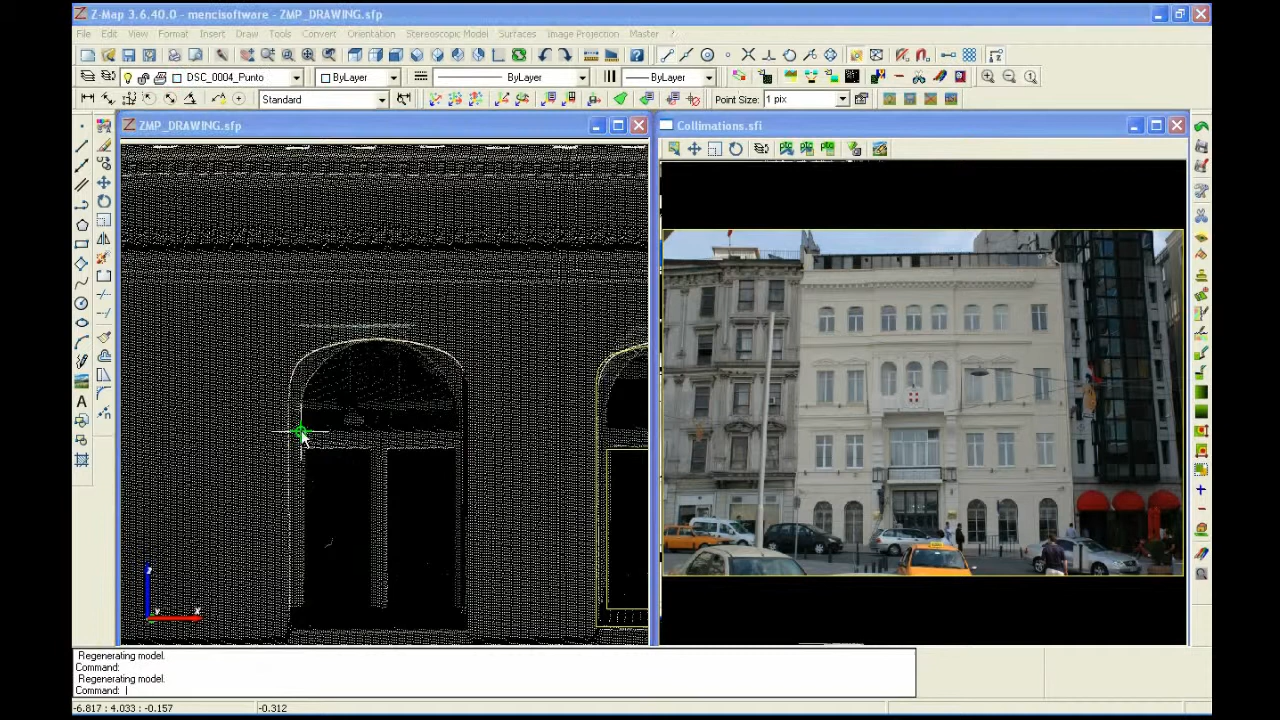 Z-Map 3.6.40.0 - mencisoftware - ZMP_DRAWING.sfp
File Edit View Format Insert Draw Tools Convert Orientation Stereoscopic Model Surfaces Image Projection Master
DSC_0004_Punto ByLayer ByLayer ByLayer
Standard Point Size: 1 pix
ZMP_DRAWING.sfp
Collimations.sfi
z
Y x
Regenerating model.
Command:
Regenerating model.
Command:
-6.817 : 4.033 : -0.157 -0.312